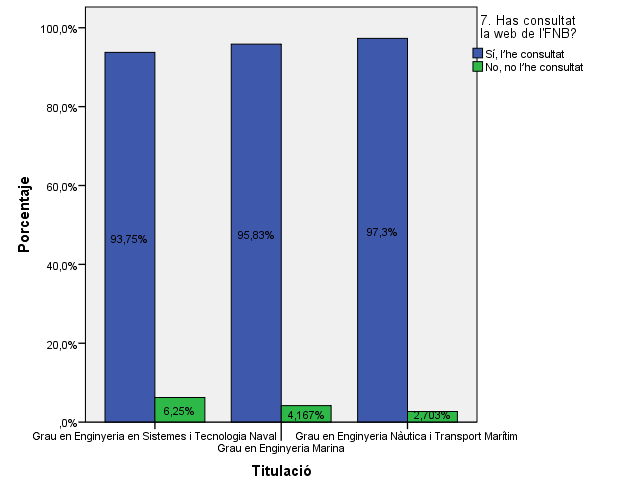 7. Has consultat
la web de l'FNB?
Sí, l'he consultat
No, no l'he consultat
Porcentaje
100,0%
80,0%
60,0%
40,0%
20,0%
,0%
93,75%
6,25%
95,83%
4,167%
97,3%
2,703%
Grau en Enginyeria en Sistemes i Tecnologia Naval
Grau en Enginyeria Marina
Grau en Enginyeria Nàutica i Transport Marítim
Titulació